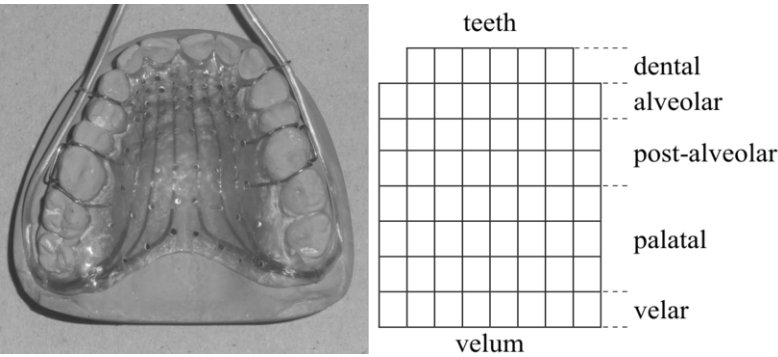 teeth
dental
alveolar
post-alveolar
palatal
velar
velum